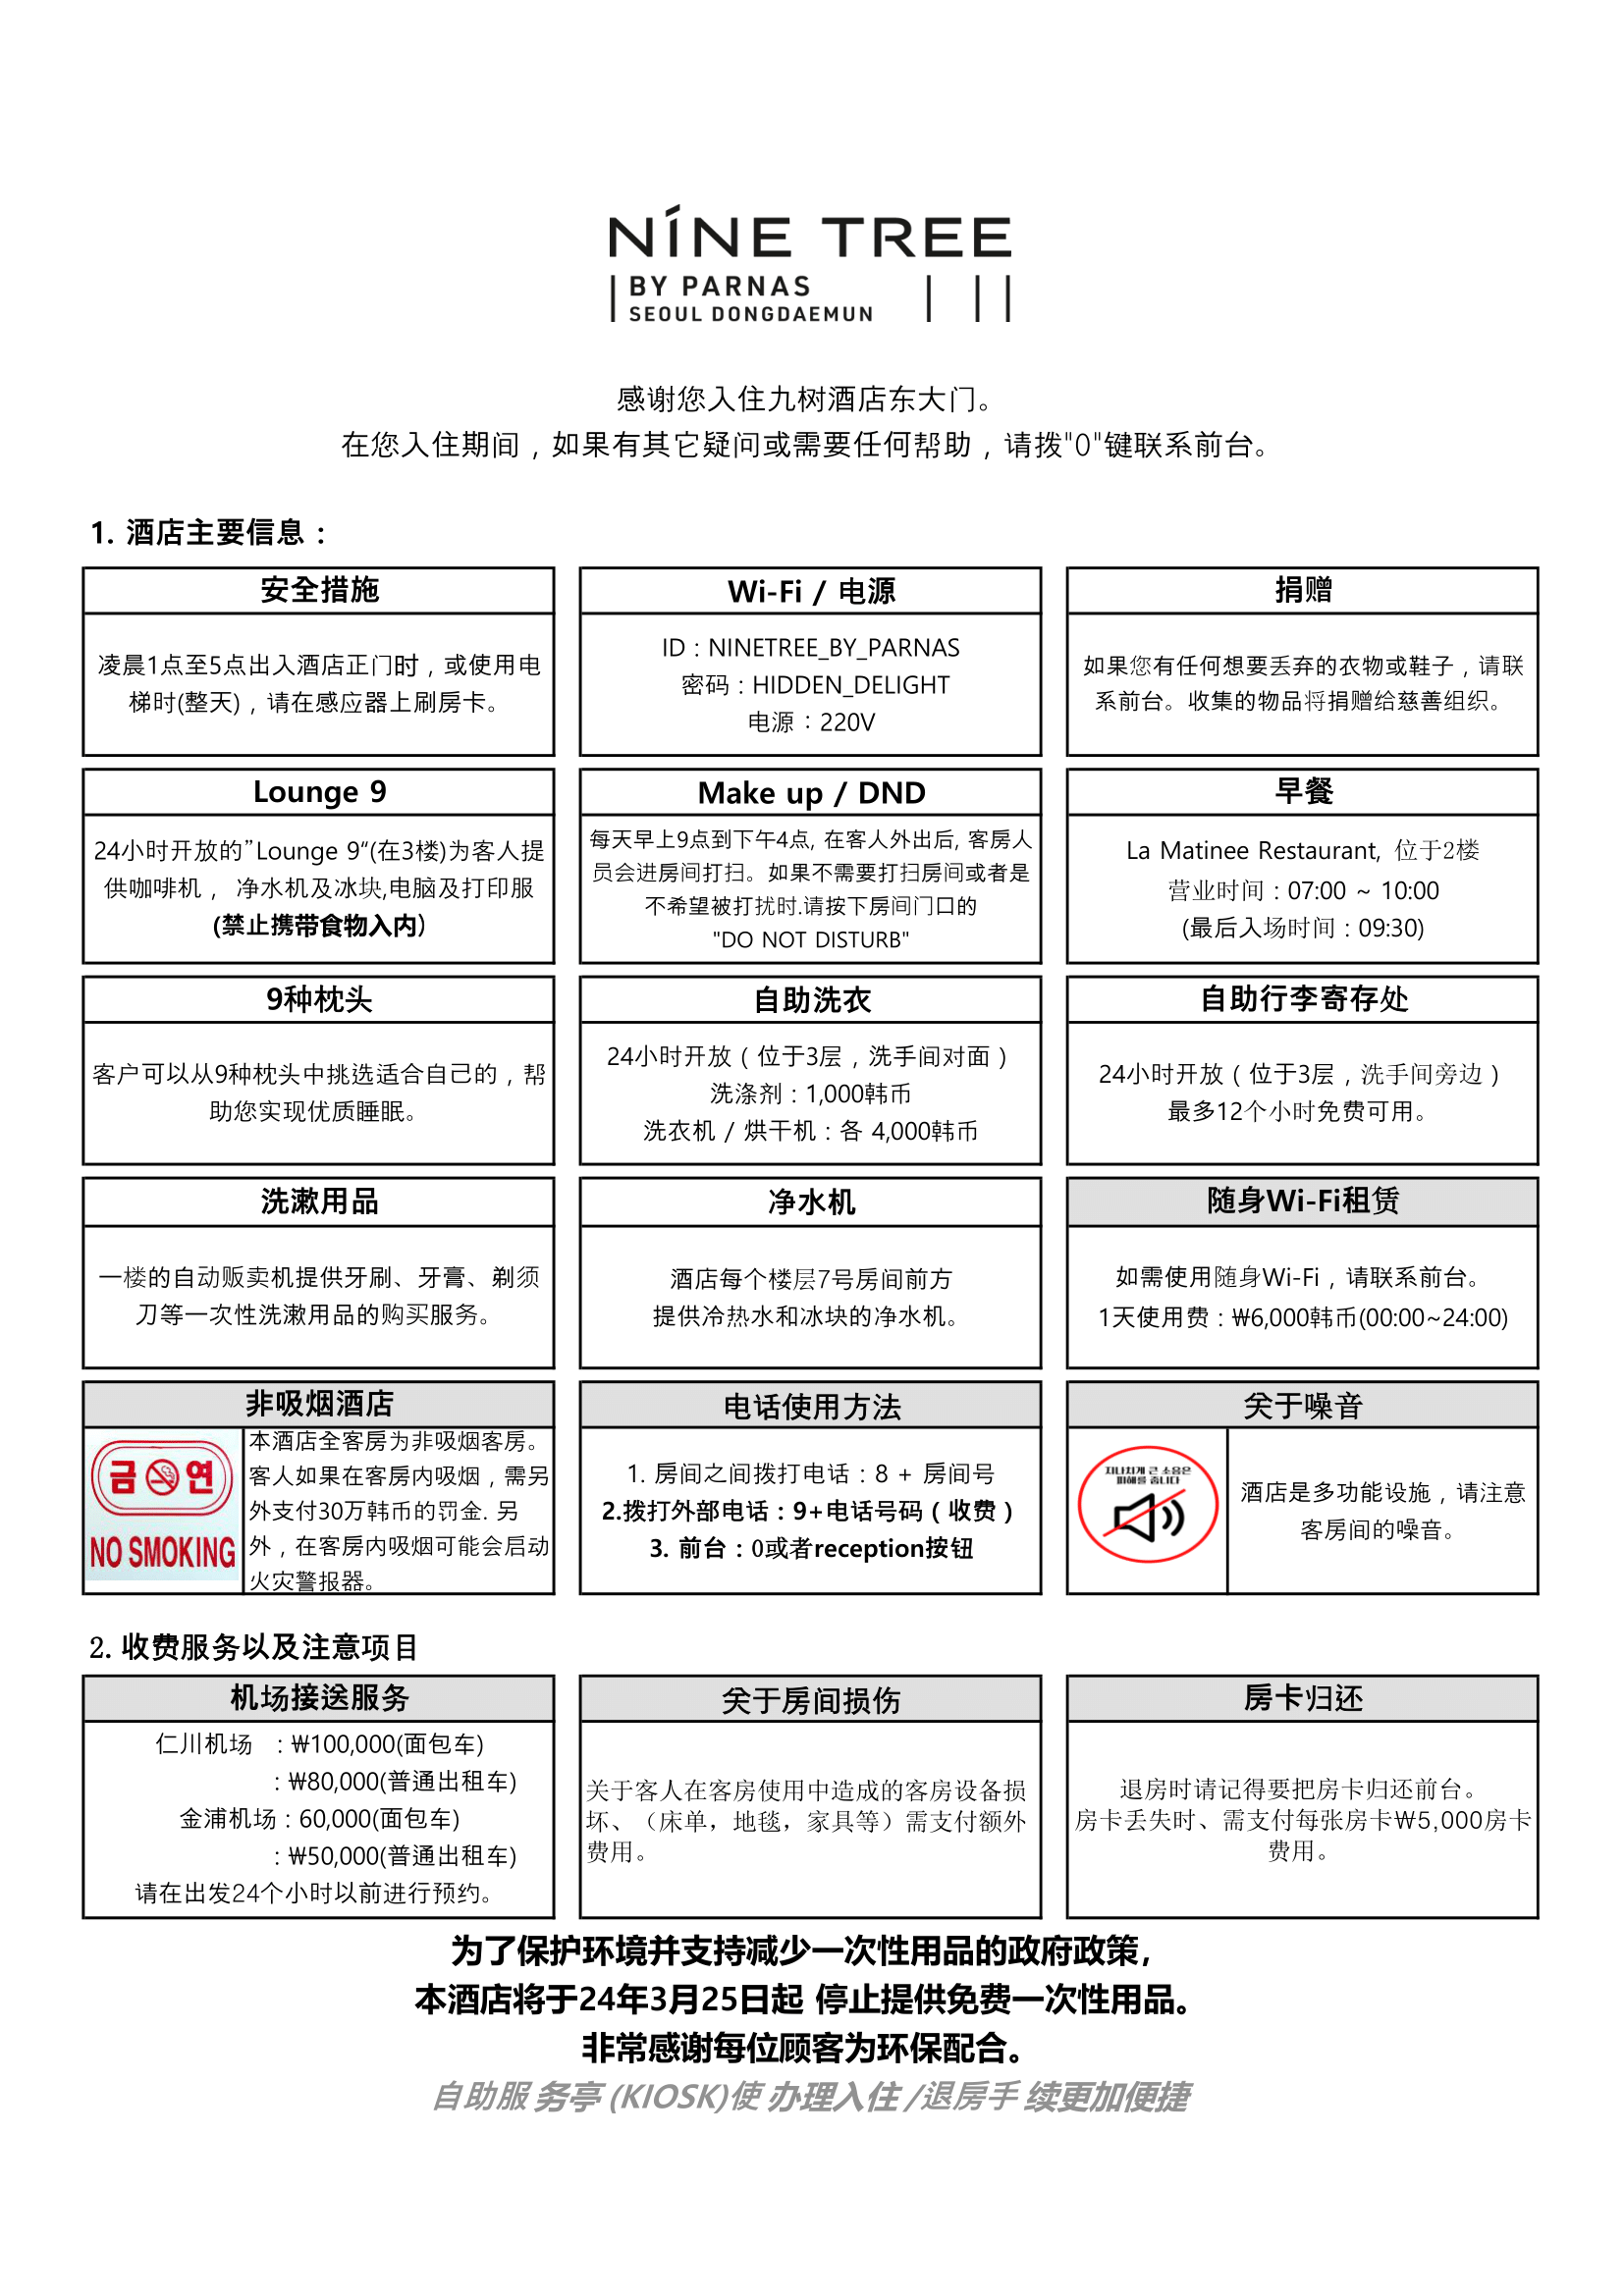 NíNE TREE
BY PARNAS
SEOUL DONGDAEMUN
感谢您入住九树酒店东大门。
在您入住期间，如果有其它疑问或需要任何帮助，请拨"0"键联系前台。
1. 酒店主要信息：
安全措施
凌晨1点至5点出入酒店正门时，或使用电
梯时(整天)，请在感应器上刷房卡。
Wi-Fi / 电源
ID : NINETREE_BY_PARNAS
密码 : HIDDEN_DELIGHT
电源 : 220V
捐赠
如果您有任何想要丢弃的衣物或鞋子，请联
系前台。收集的物品将捐赠给慈善组织。
Lounge 9
24小时开放的”Lounge 9“(在3楼)为客人提
供咖啡机， 净水机及冰块,电脑及打印服
(禁止携带食物入内)
Make up / DND
每天早上9点到下午4点, 在客人外出后, 客房人
员会进房间打扫。如果不需要打扫房间或者是
不希望被打扰时.请按下房间门口的
"DO NOT DISTURB"
早餐
La Matinee Restaurant, 位于2楼
营业时间 : 07:00 ~ 10:00
(最后入场时间 : 09:30)
9种枕头
客户可以从9种枕头中挑选适合自己的，帮
助您实现优质睡眠。
自助洗衣
24小时开放（位于3层，洗手间对面）
洗涤剂 : 1,000韩币
洗衣机 / 烘干机 : 各 4,000韩币
自助行李寄存处
24小时开放（位于3层，洗手间旁边）
最多12个小时免费可用。
洗漱用品
一楼的自动贩卖机提供牙刷、牙膏、剃须
刀等一次性洗漱用品的购买服务。
净水机
酒店每个楼层7号房间前方
提供冷热水和冰块的净水机。
随身Wi-Fi租赁
如需使用随身Wi-Fi，请联系前台。
1天使用费 : ₩6,000韩币(00:00~24:00)
非吸烟酒店
금 연
NO SMOKING
本酒店全客房为非吸烟客房。
客人如果在客房内吸烟，需另
外支付30万韩币的罚金. 另
外，在客房内吸烟可能会启动
火灾警报器。
电话使用方法
1. 房间之间拨打电话 : 8 + 房间号
2.拨打外部电话 : 9+电话号码（收费）
3. 前台 : 0或者reception按钮
关于噪音
지나치게 큰 소음은
피해를 줍니다
酒店是多功能设施，请注意
客房间的噪音。
2. 收费服务以及注意项目
机场接送服务
仁川机场 : ₩100,000(面包车)
: ₩80,000(普通出租车)
金浦机场 : 60,000(面包车)
: ₩50,000(普通出租车)
请在出发24个小时以前进行预约。
关于房间损伤
关于客人在客房使用中造成的客房设备损
坏、（床单，地毯，家具等）需支付额外
费用。
房卡归还
退房时请记得要把房卡归还前台。
房卡丢失时、需支付每张房卡₩5,000房卡
费用。
为了保护环境并支持减少一次性用品的政府政策,
本酒店将于24年3月25日起 停止提供免费一次性用品。
非常感谢每位顾客为环保配合。
自助服 务亭 (KIOSK)使 办理入住 /退房手 续更加便捷